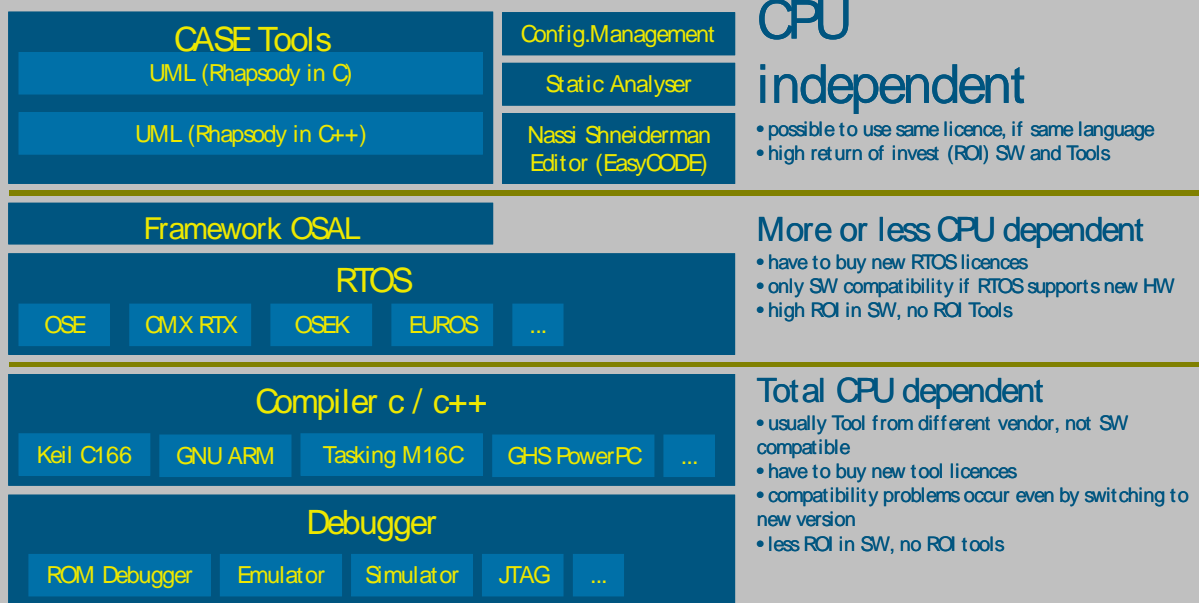 CASE Tools
UML (Rhapsody in C)
UML (Rhapsody in C++)
Config.Management
Static Analyser
Nassi Shneiderman
Editor (EasyCODE)
CPU
independent
• possible to use same licence, if same language
• high return of invest (ROI) SW and Tools
Framework OSAL
RTOS
OSE
CMX RTX
OSEK
EUROS
...
More or less CPU dependent
• have to buy new RTOS licences
• only SW compatibility if RTOS supports new HW
• high ROI in SW, no ROI Tools
Compiler c / c++
Keil C166
GNU ARM
Tasking M16C
GHS PowerPC
...
Debugger
ROM Debugger
Emulator
Simulator
JTAG
...
Total CPU dependent
• usually Tool from different vendor, not SW
compatible
• have to buy new tool licences
• compatibility problems occur even by switching to
new version
• less ROI in SW, no ROI tools